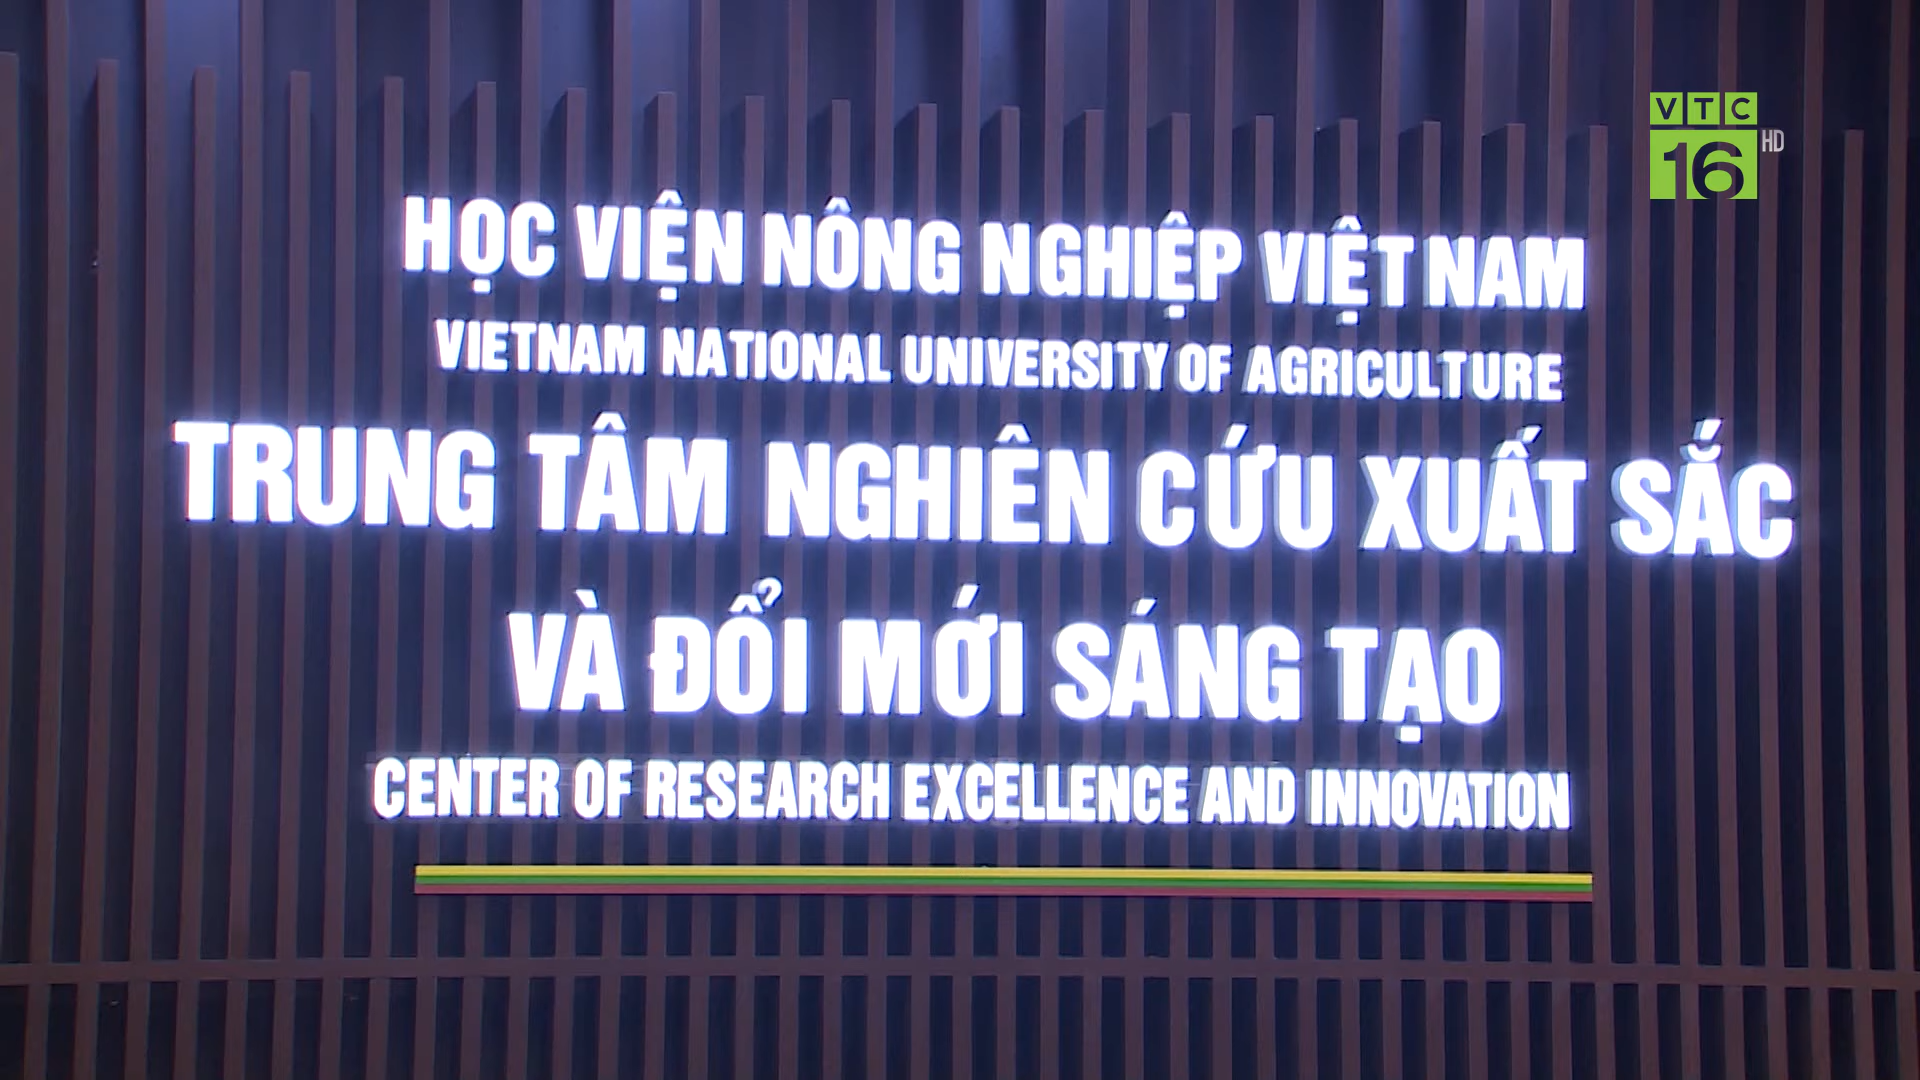 VTC
16 HD
HỌC VIỆN NÔNG NGHIỆP VIỆT NAM
VIETNAM NATIONAL UNIVERSITY OF AGRICULTURE
TRUNG TÂM NGHIÊN CỨU XUẤT SẮC
VÀ ĐỔI MỚI SÁNG TẠO
CENTER OF RESEARCH EXCELLENCE AND INNOVATION